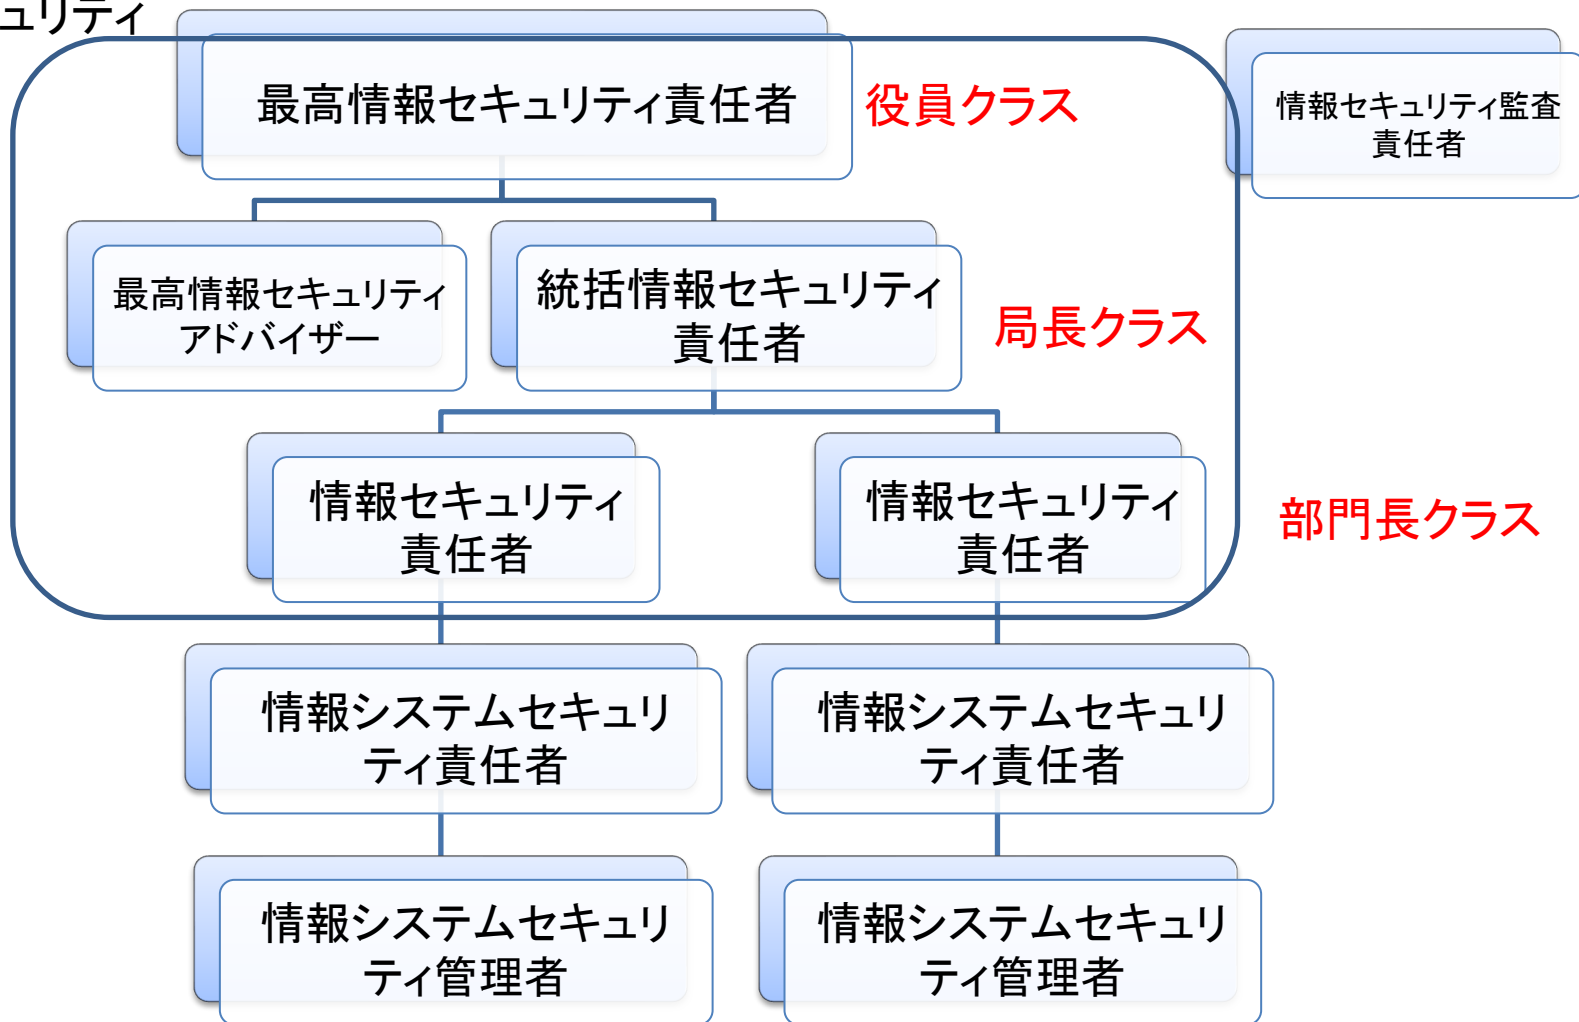 ュリティ
最高情報セキュリティ責任者
役員クラス
情報セキュリティ監査
責任者
最高情報セキュリティ
アドバイザー
統括情報セキュリティ
責任者
局長クラス
情報セキュリティ
責任者
情報セキュリティ
責任者
部門長クラス
情報システムセキュリ
ティ責任者
情報システムセキュリ
ティ責任者
情報システムセキュリ
ティ管理者
情報システムセキュリ
ティ管理者